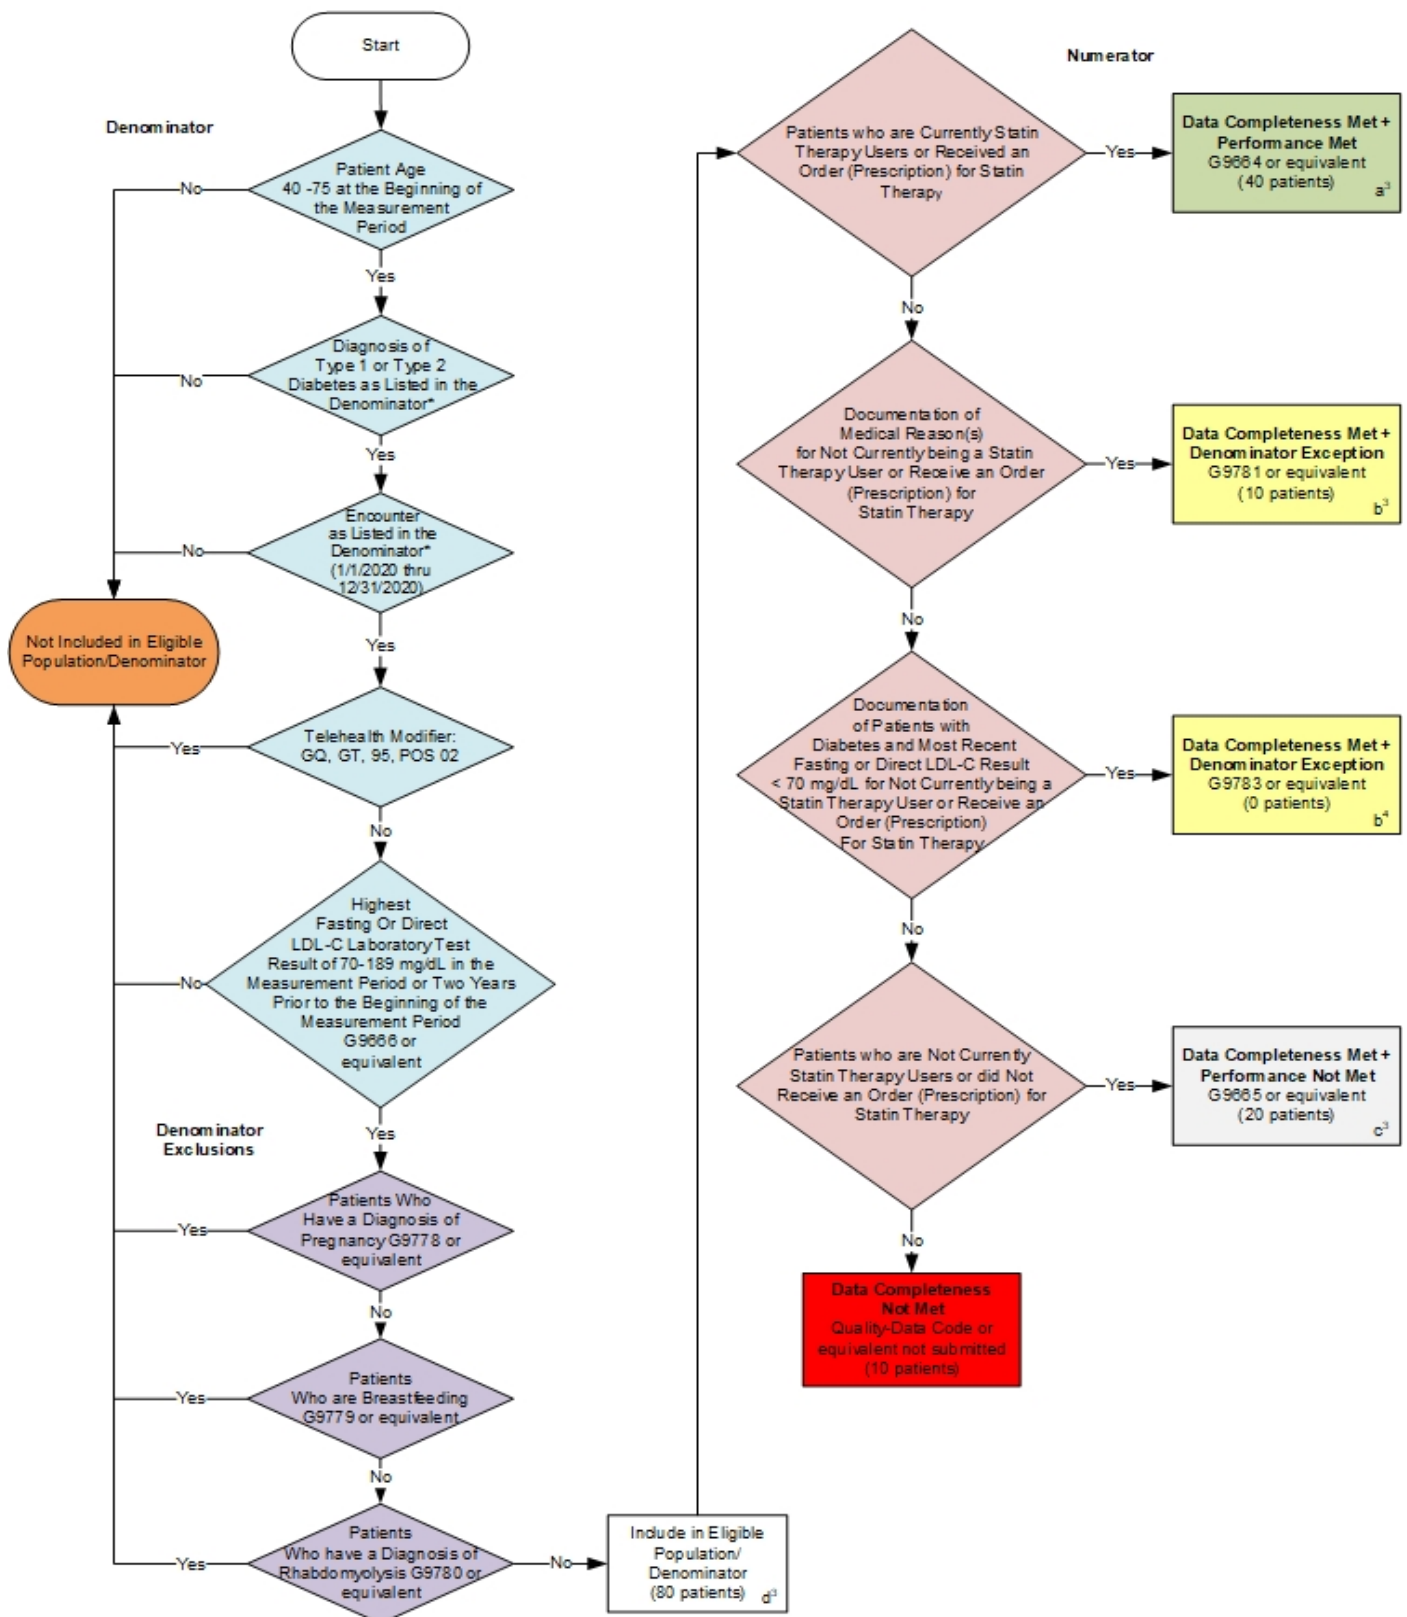 Start
Denominator
Patient Age
40 -75 at the Beginning of
the Measurement
Period
No
Yes
Diagnosis of
Type 1 or Type 2
Diabetes as Listed in the
Denominator*
No
Yes
Encounter
as Listed in the
Denominator*
(1/1/2020 thru
12/31/2020)
No
Yes
Not Included in Eligible
Population/Denominator
Telehealth Modifier:
GQ, GT, 95, POS 02
Yes
No
Highest
Fasting Or Direct
LDL-C Laboratory Test
Result of 70-189 mg/dL in the
Measurement Period or Two Years
Prior to the Beginning of the
Measurement Period
G9666 or
equivalent
No
Yes
Denominator
Exclusions
Patients Who
Have a Diagnosis of
Pregnancy G9778 or
equivalent
Yes
No
Patients
Who are Breastfeeding
G9779 or equivalent
Yes
No
Patients
Who have a Diagnosis of
Rhabdomyolysis G9780 or
equivalent
Yes
No
Include in Eligible
Population/
Denominator
(80 patients) d³
Numerator
Patients who are Currently Statin
Therapy Users or Received an
Order (Prescription) for Statin
Therapy
Yes
Data Completeness Met +
Performance Met
G9664 or equivalent
(40 patients)
a³
No
Documentation of
Medical Reason(s)
for Not Currently being a Statin
Therapy User or Receive an Order
(Prescription) for
Statin Therapy
Yes
Data Completeness Met +
Denominator Exception
G9781 or equivalent
(10 patients)
b³
No
Documentation
of Patients with
Diabetes and Most Recent
Fasting or Direct LDL-C Result
< 70 mg/dL for Not Currently being a
Statin Therapy User or Receive an
Order (Prescription)
For Statin Therapy
Yes
Data Completeness Met +
Denominator Exception
G9783 or equivalent
(0 patients)
b⁴
No
Patients who are Not Currently
Statin Therapy Users or did Not
Receive an Order (Prescription) for
Statin Therapy
Yes
Data Completeness Met +
Performance Not Met
G9665 or equivalent
(20 patients)
c³
No
Data Completeness
Not Met
Quality-Data Code or
equivalent not submitted
(10 patients)